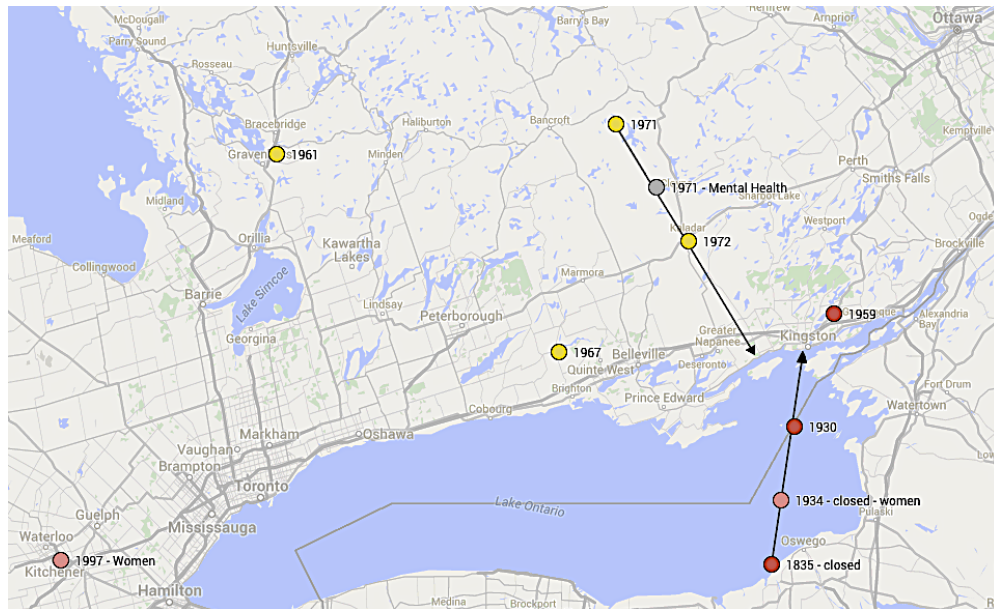 McDougall
Parry Sound
Rosseau
Huntsville
Barry's Bay
Renfrew
Arnprior
Ottawa
Bracebridge
Haliburton
Bancroft
1971
Kemptville
1961
Minden
Perth
Smiths Falls
1971 - Mental Health
Sharbot Lake
Midland
Westport
Meaford
Orillia
Kaladar
1972
Brockville
Collingwood
Kawartha
Lakes
Marmora
Barrie
Lake Simcoe
Lindsay
Peterborough
1959
Alexandria
Bay
Georgina
Greater
Napanee
Kingston
1967
Belleville
Quinte West
Deseronto
Brighton
Prince Edward
Fort Drum
Watertown
Cobourg
Oshawa
Markham
Vaughan
Brampton
1930
Toronto
Lake Ontario
1934 - closed - women
Pulaski
Guelph
Mississauga
Waterloo
Kitchener
1997 - Women
Oswego
1835 - closed
Hamilton
Medina
Brockport